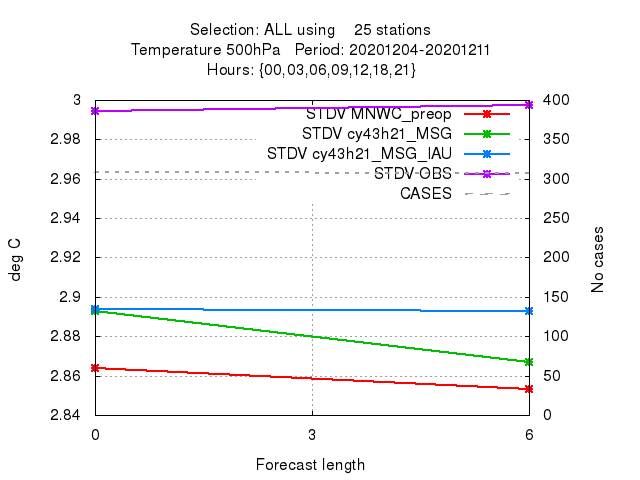 Selection: ALL using    25 stations
Temperature 500hPa   Period: 20201204-20201211
Hours: {00,03,06,09,12,18,21}
3
2.98
2.96
2.94
2.92
2.9
2.88
2.86
2.84
deg C
STDV MNWC_preop
STDV cy43h21_MSG
STDV cy43h21_MSG_IAU
STDV OBS
CASES
400
350
300
250
200
150
100
50
0
No cases
0 3 6
Forecast length